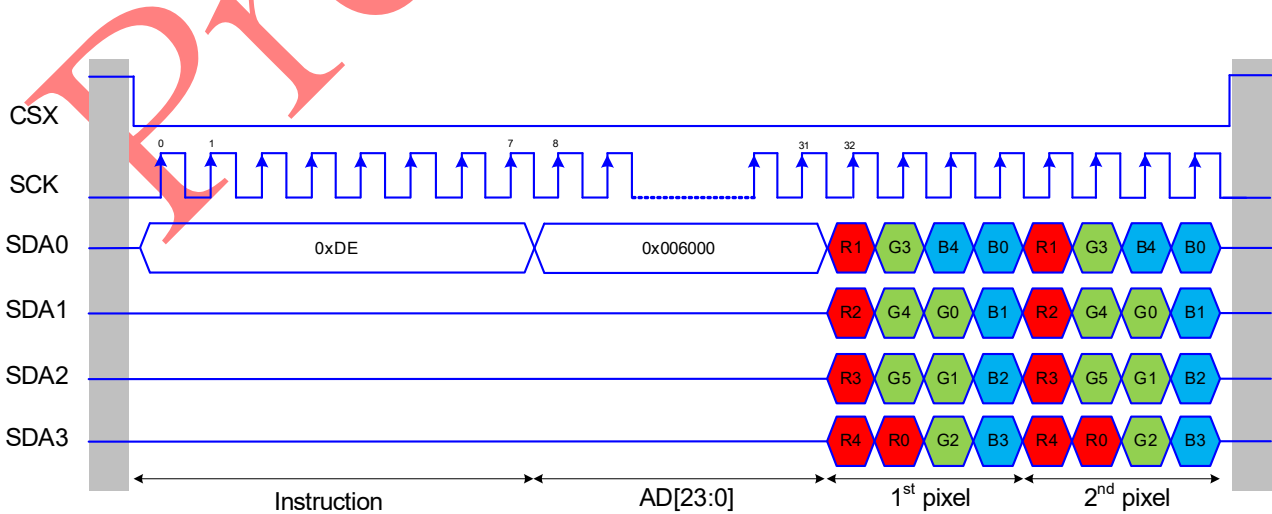 Pre
CSX
0 1 7 8 31 32
SCK
SDA0 0xDE 0x006000 R1 G3 B4 B0 R1 G3 B4 B0
SDA1 R2 G4 G0 B1 R2 G4 G0 B1
SDA2 R3 G5 G1 B2 R3 G5 G1 B2
SDA3 R4 R0 G2 B3 R4 R0 G2 B3
Instruction AD[23:0] 1st pixel 2nd pixel